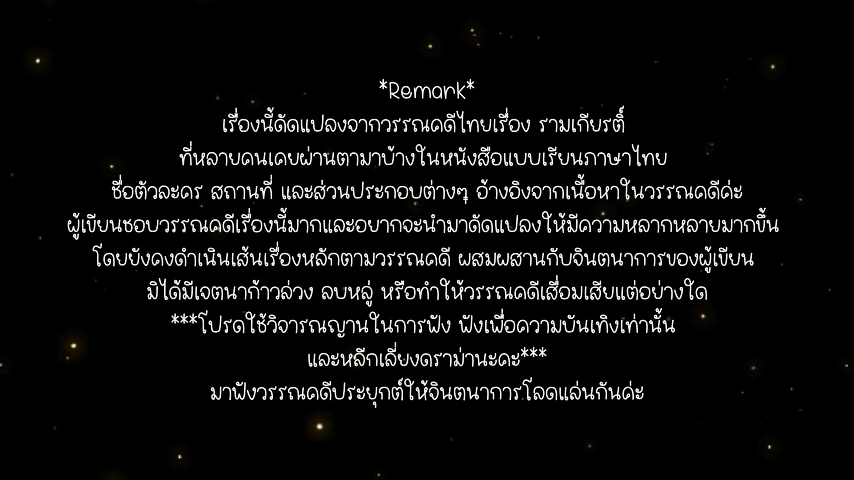 *Remark*
เรื่องนี้ดัดแปลงจากวรรณคดีไทยเรื่อง รามเกียรติ์
ที่หลายคนเคยผ่านตามาบ้างในหนังสือแบบเรียนภาษาไทย
ชื่อตัวละคร สถานที่ และส่วนประกอบต่างๆ อ้างอิงจากเนื้อหาในวรรณคดีค่ะ
ผู้เขียนชอบวรรณคดีเรื่องนี้มากและอยากจะนำมาดัดแปลงให้มีความหลากหลายมากขึ้น
โดยยังคงดำเนินเส้นเรื่องหลักตามวรรณคดี ผสมผสานกับจินตนาการของผู้เขียน
มิได้มีเจตนาก้าวล่วง ลบหลู่ หรือทำให้วรรณคดีเสื่อมเสียแต่อย่างใด
***โปรดใช้วิจารณญานในการฟัง ฟังเพื่อความบันเทิงเท่านั้น
และหลีกเลี่ยงดราม่านะคะ***
มาฟังวรรณคดีประยุกต์ให้จินตนาการโลดแล่นกันค่ะ